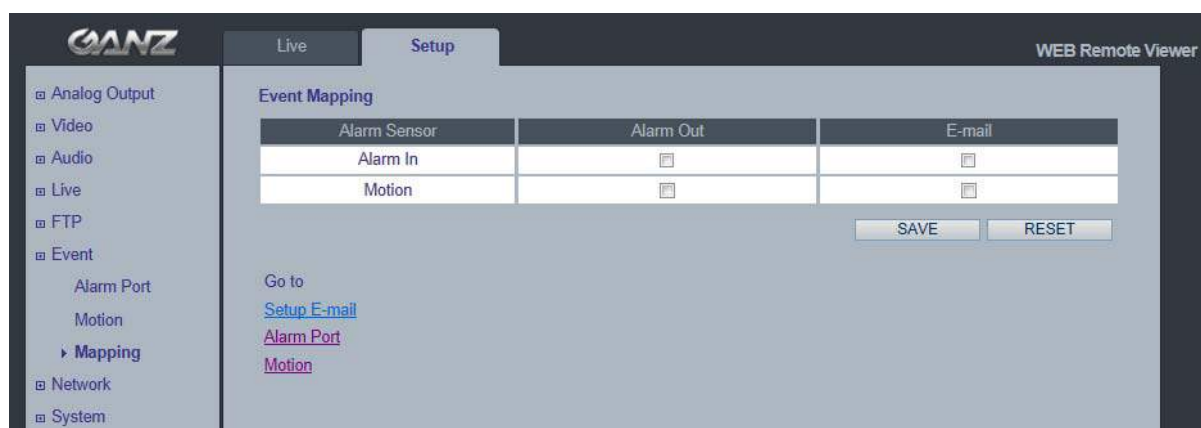 GANZ
Live
Setup
WEB Remote Viewer
Analog Output
Video
Audio
Live
FTP
Event
Alarm Port
Motion
Mapping
Network
System
Event Mapping
Alarm Sensor Alarm Out E-mail
Alarm In
Motion
SAVE RESET
Go to
Setup E-mail
Alarm Port
Motion